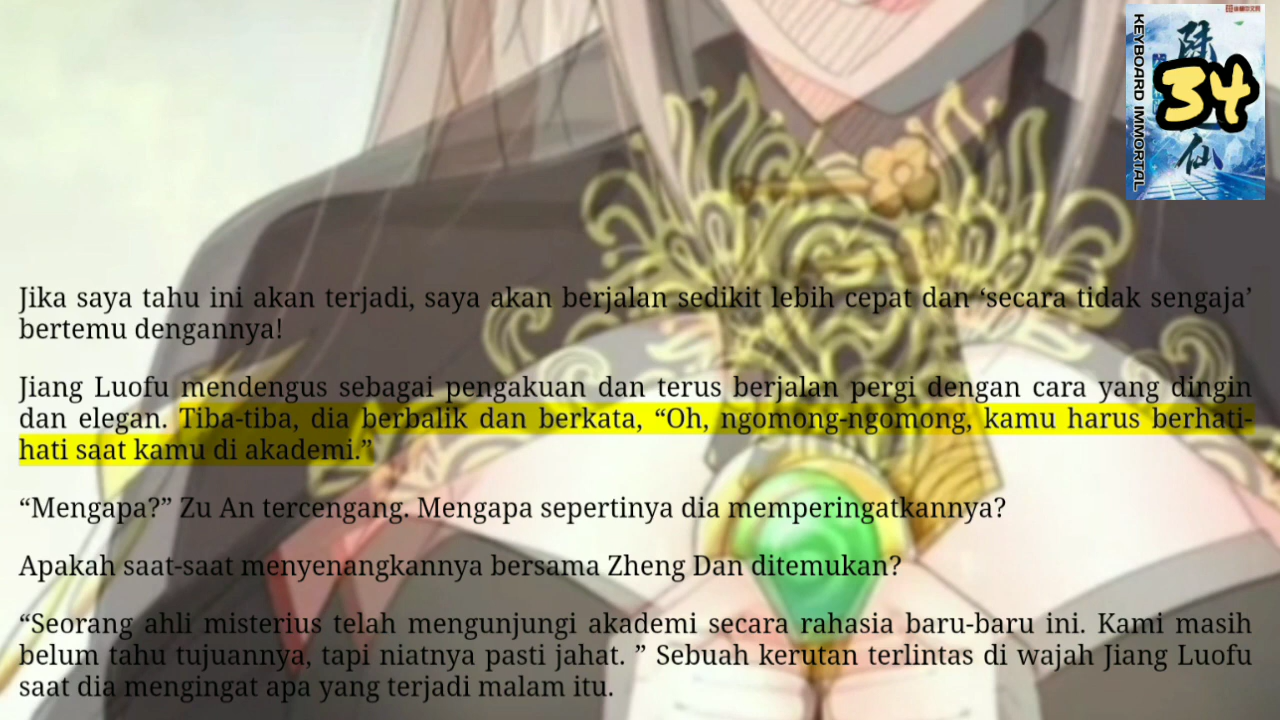 KEYBOARD IMMORTAL
34
仙
Jika saya tahu ini akan terjadi, saya akan berjalan sedikit lebih cepat dan ‘secara tidak sengaja’
bertemu dengannya!
Jiang Luofu mendengus sebagai pengakuan dan terus berjalan pergi dengan cara yang dingin
dan elegan. Tiba-tiba, dia berbalik dan berkata, “Oh, ngomong-ngomong, kamu harus berhati-
hati saat kamu di akademi.”
“Mengapa?” Zu An tercengang. Mengapa sepertinya dia memperingatkannya?
Apakah saat-saat menyenangkannya bersama Zheng Dan ditemukan?
“Seorang ahli misterius telah mengunjungi akademi secara rahasia baru-baru ini. Kami masih
belum tahu tujuannya, tapi niatnya pasti jahat. ” Sebuah kerutan terlintas di wajah Jiang Luofu
saat dia mengingat apa yang terjadi malam itu.